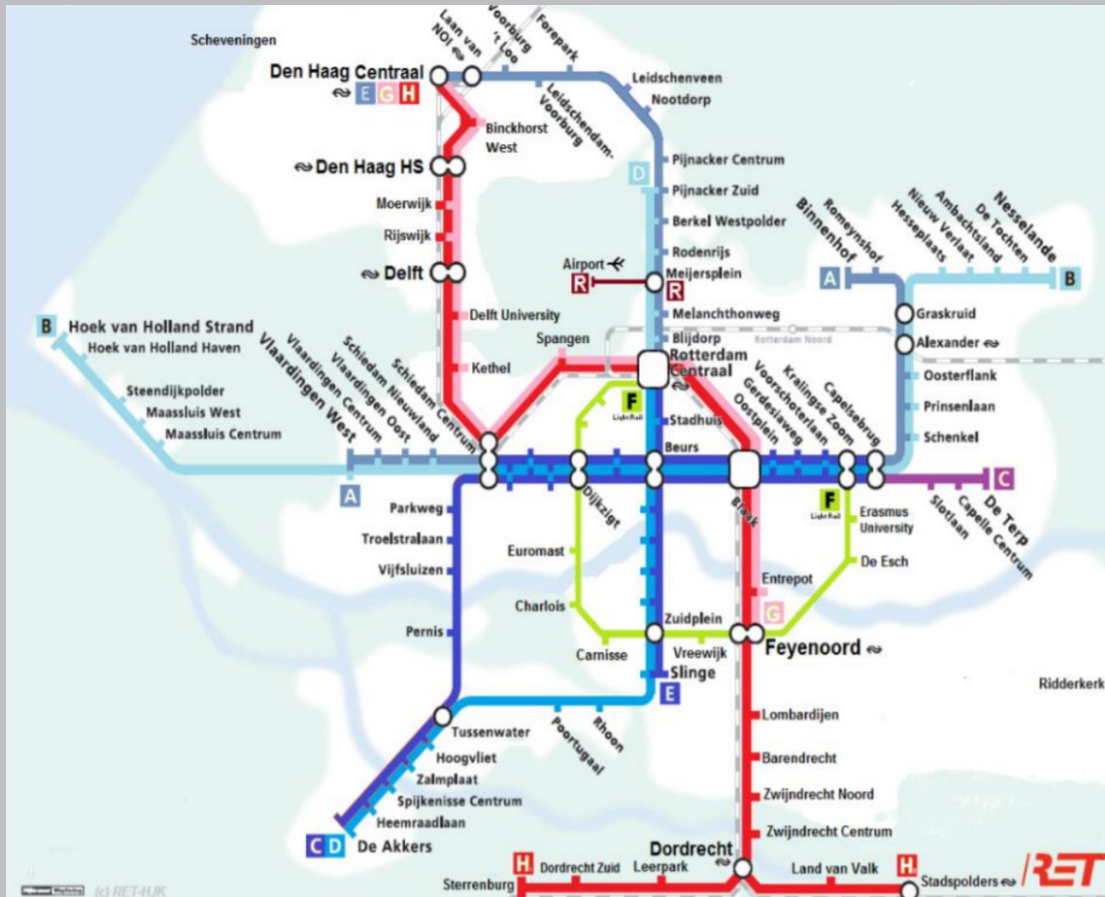 Scheveningen
Den Haag Centraal
E G H
Laan van
NOI
Voorburg
't Loo
Forepark
Leidschendam-
Voorburg
Leidschenveen
Nootdorp
Binckhorst
West
Den Haag HS
Moerwijk
Rijswijk
Delft
Delft University
Kethel
Spangen
Pijnacker Centrum
D
Pijnacker Zuid
Berkel Westpolder
Rodenrijs
Airport
Meijersplein
R
R
Melanchthonweg
Blijdorp
Rotterdam
Centraal
Rotterdam Noord
Binnenhof
Romeynshof
Hesseplaats
Nieuw Verlaat
Ambachtsland
De Tochten
Nesselande
A
B
Graskruid
Alexander
Oosterflank
Prinsenlaan
Schenkel
B
Hoek van Holland Strand
Hoek van Holland Haven
Steendijkpolder
Maassluis West
Maassluis Centrum
Vlaardingen West
Vlaardingen Centrum
Vlaardingen Oost
Schiedam Nieuwland
Schiedam Centrum
A
F
Light Rail
Stadhuis
Beurs
Oostplein
Gerdesiaweg
Voorschoterlaan
Kralingse Zoom
Capelsebrug
Dijkzigt
Blaak
F
Light Rail
C
De Terp
Capelle Centrum
Slotlaan
Erasmus
University
De Esch
Parkweg
Troelstralaan
Vijfsluizen
Pernis
Euromast
Charlois
Carnisse
Zuidplein
Vreewijk
Entrepot
G
Feyenoord
Slinge
E
Ridderkerk
Tussenwater
Poortugaal
Rhoon
Hoogvliet
Zalmplaat
Spijkenisse Centrum
Heemraadlaan
C D
De Akkers
Lombardijen
Barendrecht
Zwijndrecht Noord
Zwijndrecht Centrum
Dordrecht
H
Dordrecht Zuid
Leerpark
Land van Valk
H
Sterrenburg
Stadspolders
RET
(c) RET-HJK